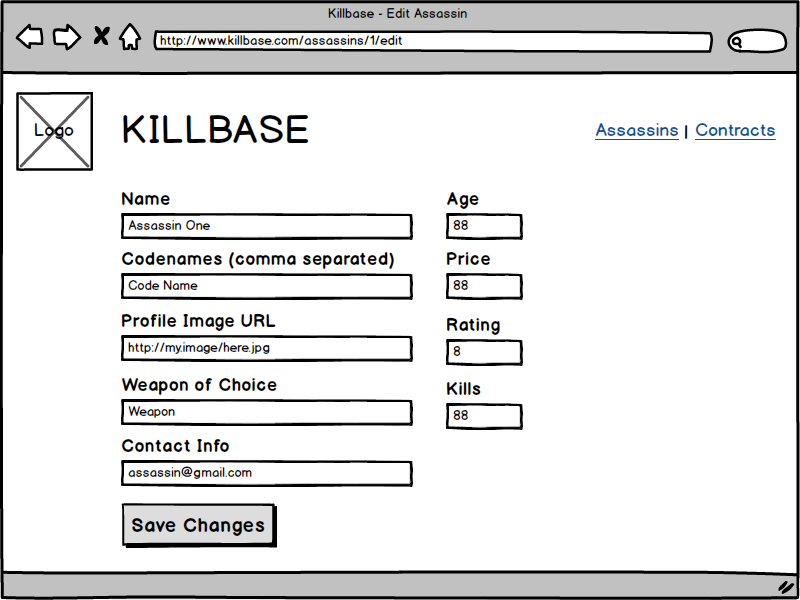 Killbase - Edit Assassin
http://www.killbase.com/assassins/1/edit
Logo
KILLBASE
Assassins | Contracts
Name
Assassin One
Codenames (comma separated)
Code Name
Profile Image URL
http://my.image/here.jpg
Weapon of Choice
Weapon
Contact Info
assassin@gmail.com
Age
88
Price
88
Rating
8
Kills
88
Save Changes